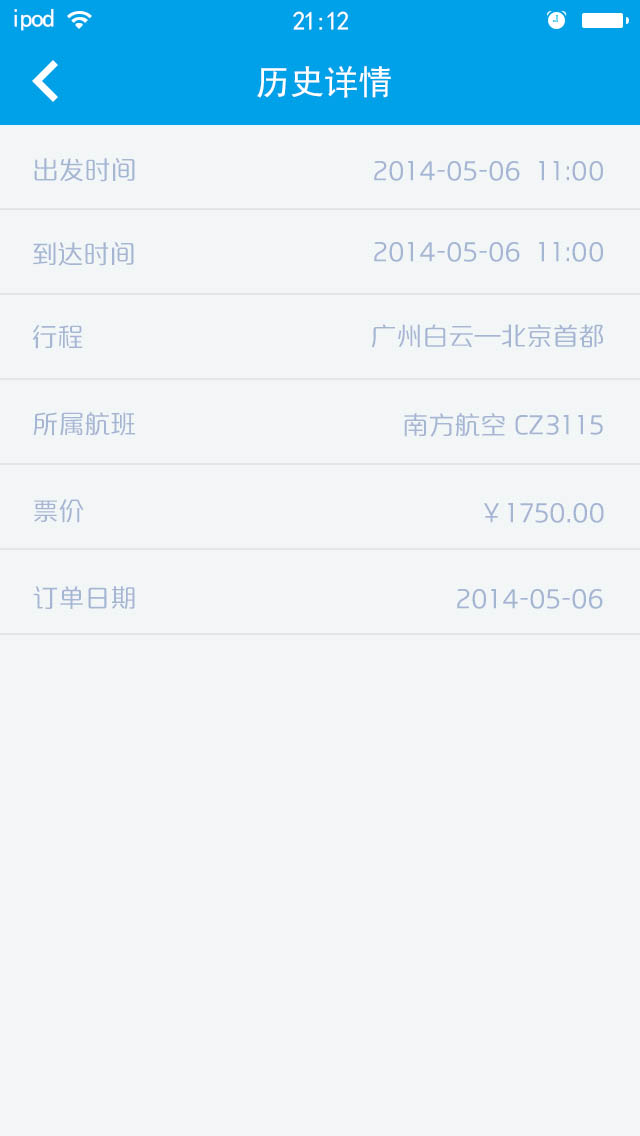 ipod 21:12
历史详情
出发时间 2014-05-06 11:00
到达时间 2014-05-06 11:00
行程 广州白云—北京首都
所属航班 南方航空 CZ3115
票价 ¥1750.00
订单日期 2014-05-06